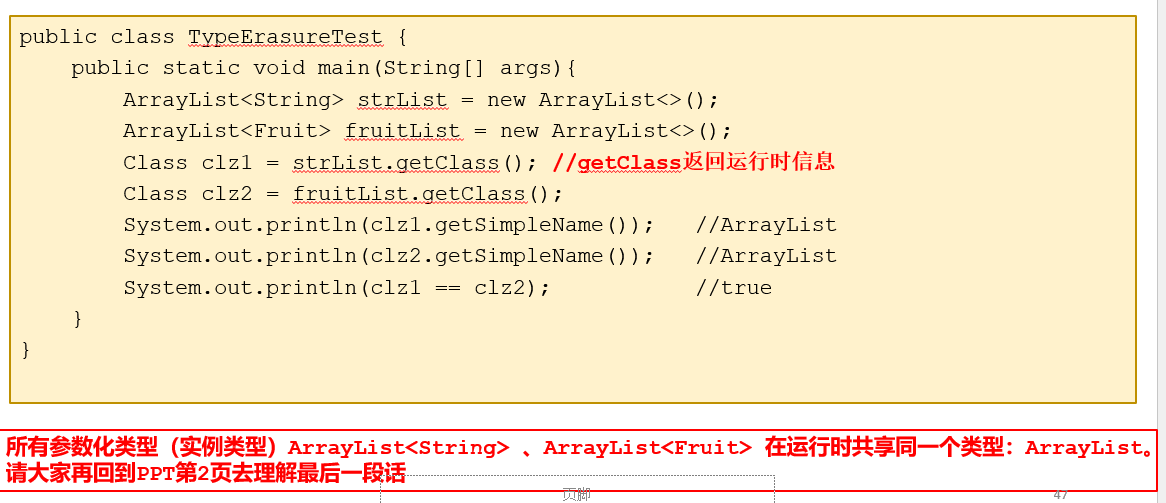 public class TypeErasureTest {
public static void main(String[] args){
ArrayList<String> strList = new ArrayList<>();
ArrayList<Fruit> fruitList = new ArrayList<>();
Class clz1 = strList.getClass(); //getClass返回运行时信息
Class clz2 = fruitList.getClass();
System.out.println(clz1.getSimpleName()); //ArrayList
System.out.println(clz2.getSimpleName()); //ArrayList
System.out.println(clz1 == clz2); //true
}
}
所有参数化类型（实例类型）ArrayList<String> 、ArrayList<Fruit> 在运行时共享同一个类型：ArrayList。
请大家再回到PPT第2页去理解最后一段话
页脚 47